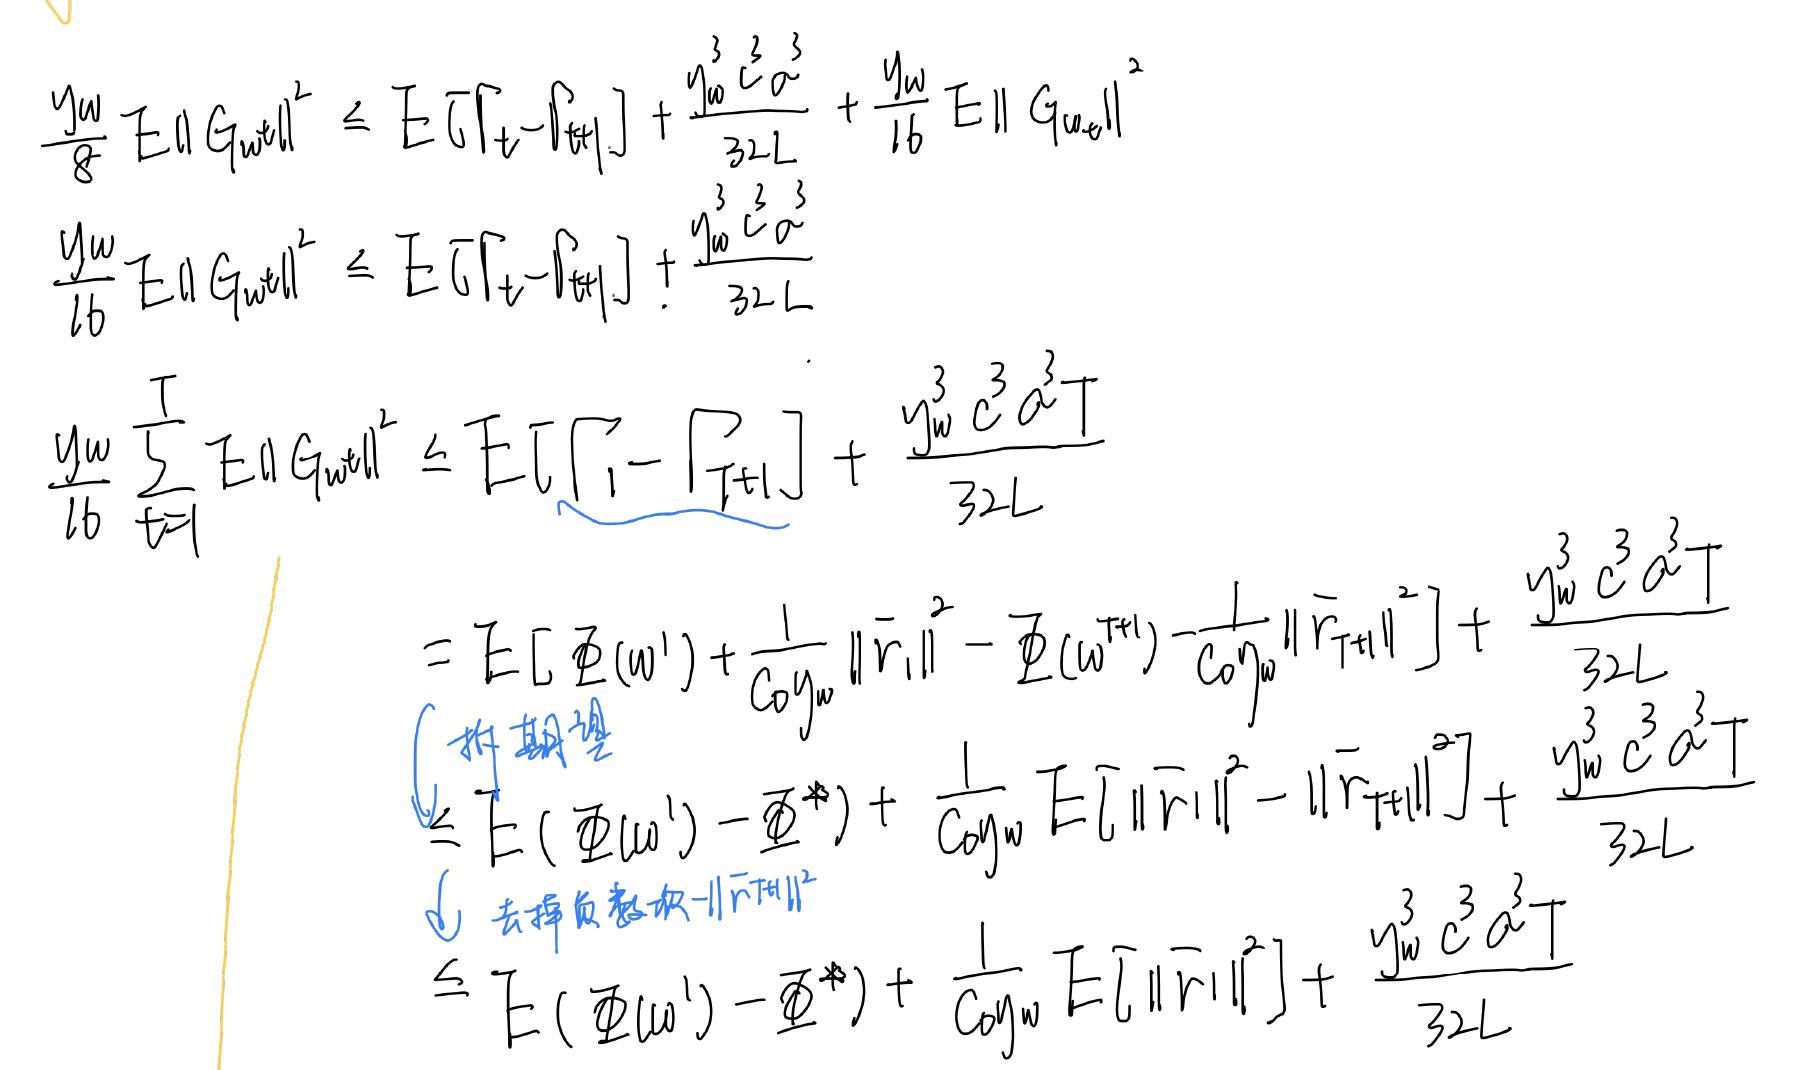 $\frac{y_w}{8} E\| G_{w^t}\|^2 \le E[\Gamma_t - \Gamma_{t+1}] + \frac{y_w^3 c^3 a^3}{32L} + \frac{y_w}{16} E\| G_{w_t}\|^2$
$\frac{y_w}{16} E\| G_{w^t}\|^2 \le E[\Gamma_t - \Gamma_{t+1}] + \frac{y_w^3 c^3 a^3}{32L}$
$\frac{y_w}{16} \sum_{t=1}^{T} E\| G_{w^t}\|^2 \le E[\Gamma_1 - \Gamma_{T+1}] + \frac{y_w^3 c^3 a^3 T}{32L}$
$= E[\Phi(w^1) + \frac{1}{c_0 y_w} \|\bar{r}_1\|^2 - \Phi(w^{T+1}) - \frac{1}{c_0 y_w} \|\bar{r}_{T+1}\|^2] + \frac{y_w^3 c^3 a^3 T}{32L}$
拆期望
$\le E(\Phi(w^1) - \Phi^*) + \frac{1}{c_0 y_w} E[\|\bar{r}_1\|^2 - \|\bar{r}_{T+1}\|^2] + \frac{y_w^3 c^3 a^3 T}{32L}$
去掉负数项 $-\|\bar{r}^{T+1}\|^2$
$\le E(\Phi(w^1) - \Phi^*) + \frac{1}{c_0 y_w} E[\|\bar{r}_1\|^2] + \frac{y_w^3 c^3 a^3 T}{32L}$